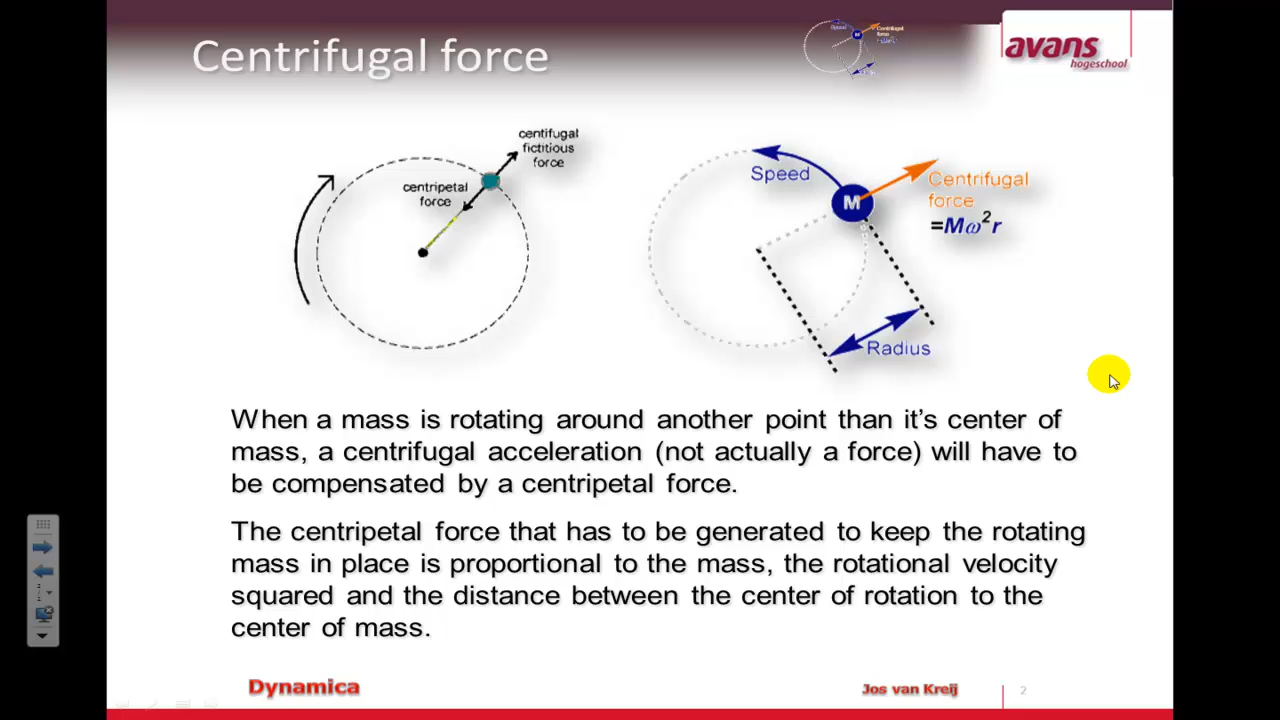 Centrifugal force
avans
hogeschool
centifugal
fictitious
force
centripetal
force
Speed
M
Centrifugal
force
=Mω²r
Radius
When a mass is rotating around another point than it's center of
mass, a centrifugal acceleration (not actually a force) will have to
be compensated by a centripetal force.
The centripetal force that has to be generated to keep the rotating
mass in place is proportional to the mass, the rotational velocity
squared and the distance between the center of rotation to the
center of mass.
Dynamica
Jos van Kreij
2